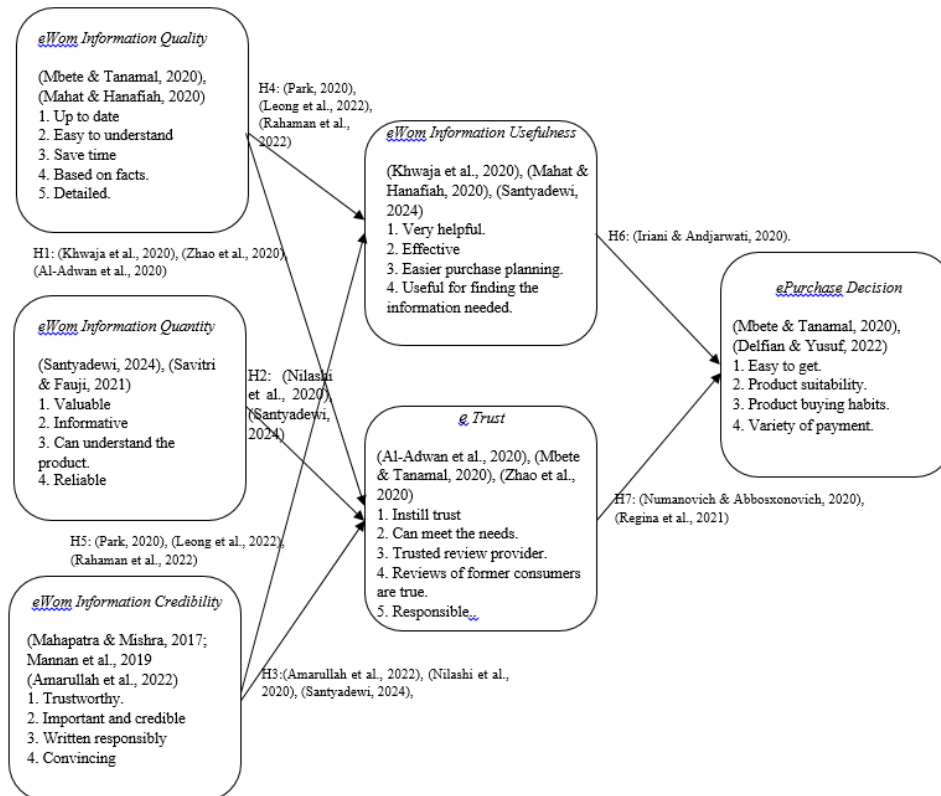 eWom Information Quality
(Mbete & Tanamal, 2020),
(Mahat & Hanafiah, 2020)
1. Up to date
2. Easy to understand
3. Save time
4. Based on facts.
5. Detailed.
H4: (Park, 2020),
(Leong et al., 2022),
(Rahaman et al.,
2022)
H1: (Khwaja et al., 2020), (Zhao et al., 2020),
(Al-Adwan et al., 2020)
eWom Information Usefulness
(Khwaja et al., 2020), (Mahat &
Hanafiah, 2020), (Santyadewi,
2024)
1. Very helpful.
2. Effective
3. Easier purchase planning.
4. Useful for finding the
information needed.
H6: (Iriani & Andjarwati, 2020).
ePurchase Decision
(Mbete & Tanamal, 2020),
(Delfian & Yusuf, 2022)
1. Easy to get.
2. Product suitability.
3. Product buying habits.
4. Variety of payment.
eWom Information Quantity
(Santyadewi, 2024), (Savitri
& Fauji, 2021)
1. Valuable
2. Informative
3. Can understand the
product.
4. Reliable
H2: (Nilashi
et al., 2020),
(Santyadewi,
2024)
e Trust
(Al-Adwan et al., 2020), (Mbete
& Tanamal, 2020), (Zhao et al.,
2020)
1. Instill trust
2. Can meet the needs.
3. Trusted review provider.
4. Reviews of former consumers
are true.
5. Responsible..
H7: (Numanovich & Abbosxonovich, 2020),
(Regina et al., 2021)
H5: (Park, 2020), (Leong et al., 2022),
(Rahaman et al., 2022)
eWom Information Credibility
(Mahapatra & Mishra, 2017;
Mannan et al., 2019
(Amarullah et al., 2022)
1. Trustworthy.
2. Important and credible
3. Written responsibly
4. Convincing
H3:(Amarullah et al., 2022), (Nilashi et al.,
2020), (Santyadewi, 2024),